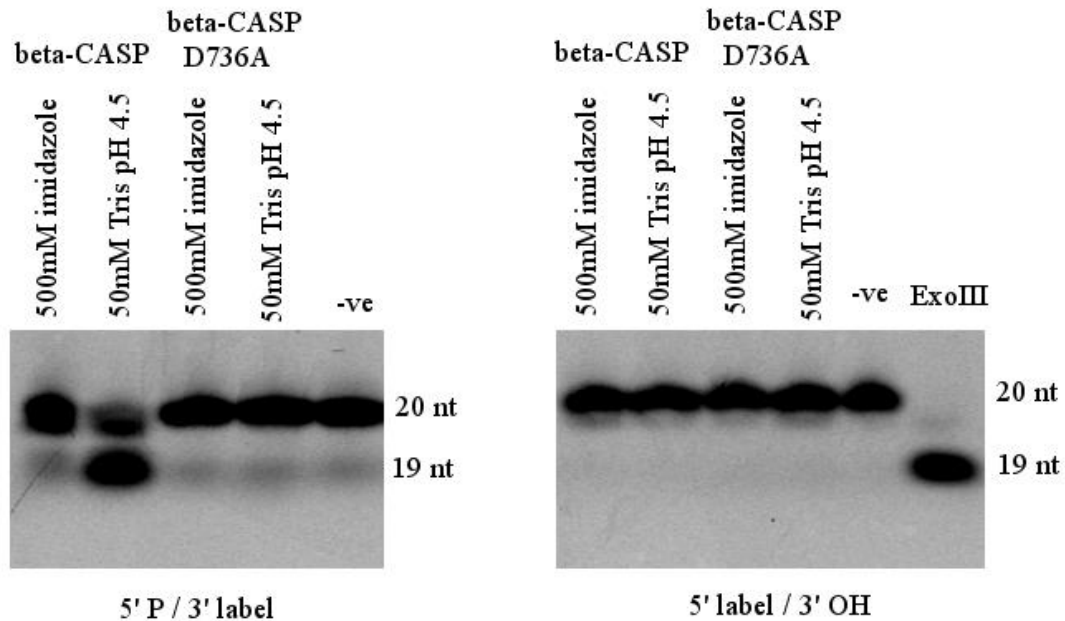 beta-CASP
beta-CASP
D736A
500mM imidazole
50mM Tris pH 4.5
500mM imidazole
50mM Tris pH 4.5
-ve
20 nt
19 nt
5' P / 3' label
beta-CASP
beta-CASP
D736A
500mM imidazole
50mM Tris pH 4.5
500mM imidazole
50mM Tris pH 4.5
-ve
ExoIII
20 nt
19 nt
5' label / 3' OH